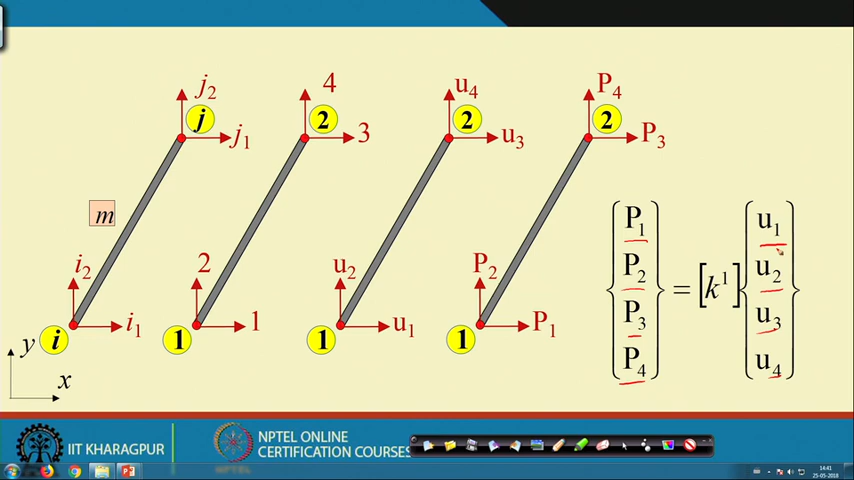 j₂ 4 u₄ P₄
j 2 2 2
j₁ 3 u₃ P₃
m
i₂ 2 u₂ P₂
i i₁ 1 1 1 u₁ 1 P₁
y
x
{P₁ P₂ P₃ P₄} = [k¹] {u₁ u₂ u₃ u₄}
IIT KHARAGPUR
NPTEL ONLINE
CERTIFICATION COURSES
NPTEL
14:41
25-05-2018